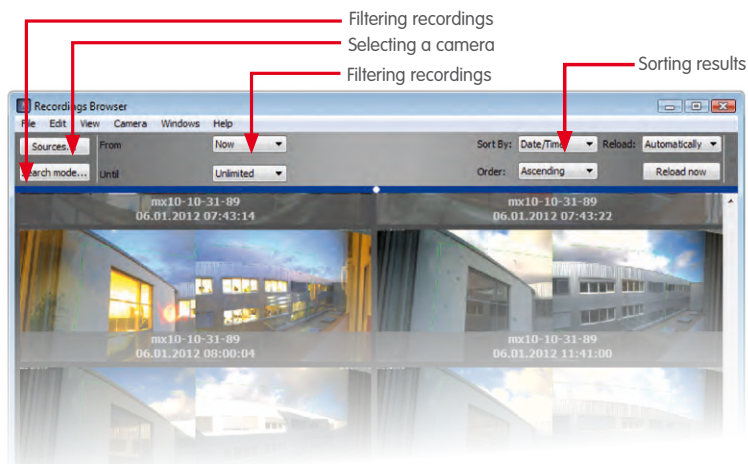 Filtering recordings
Selecting a camera
Filtering recordings
Sorting results
Recordings Browser
File Edit View Camera Windows Help
Sources... From Now Sort By: Date/Time Reload: Automatically
Search mode... Until Unlimited Order: Ascending Reload now
mx10-10-31-89 mx10-10-31-89
06.01.2012 07:43:14 06.01.2012 07:43:22
mx10-10-31-89 mx10-10-31-89
06.01.2012 08:00:04 06.01.2012 11:41:00